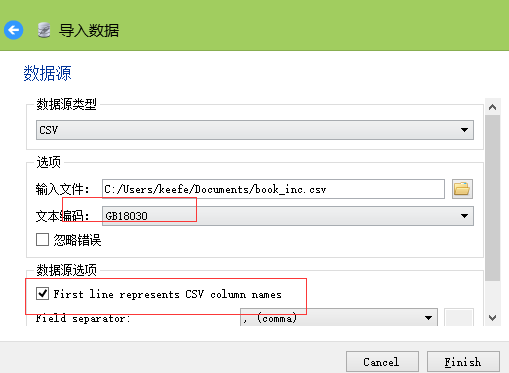 导入数据
数据源
数据源类型
CSV
选项
输入文件: C:/Users/keefe/Documents/book_inc.csv
文本编码: GB18030
忽略错误
数据源选项
First line represents CSV column names
Field separator: , (comma)
Cancel Finish